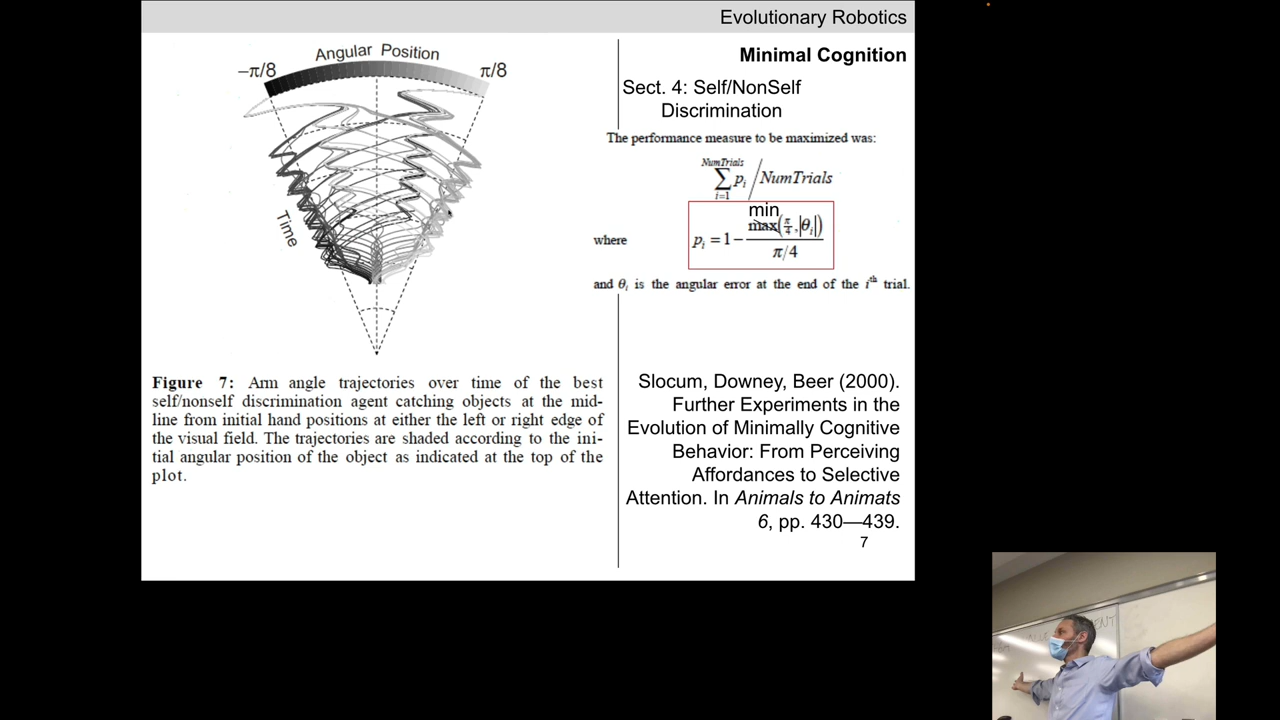 Evolutionary Robotics
Minimal Cognition
Sect. 4: Self/NonSelf
Discrimination
Angular Position
−π/8
π/8
Time
The performance measure to be maximized was:
NumTrials
∑ p_i / NumTrials
i=1
min
where p_i = 1 − max(π/4, |θ_i|) / π/4
and θ_i is the angular error at the end of the i^th trial.
Figure 7: Arm angle trajectories over time of the best
self/nonself discrimination agent catching objects at the mid-
line from initial hand positions at either the left or right edge of
the visual field. The trajectories are shaded according to the ini-
tial angular position of the object as indicated at the top of the
plot.
Slocum, Downey, Beer (2000).
Further Experiments in the
Evolution of Minimally Cognitive
Behavior: From Perceiving
Affordances to Selective
Attention. In Animals to Animats
6, pp. 430—439.
7